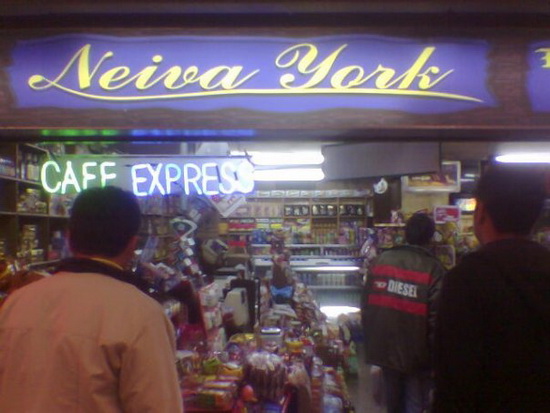 Neiva York
CAFE EXPRESS
DIESEL